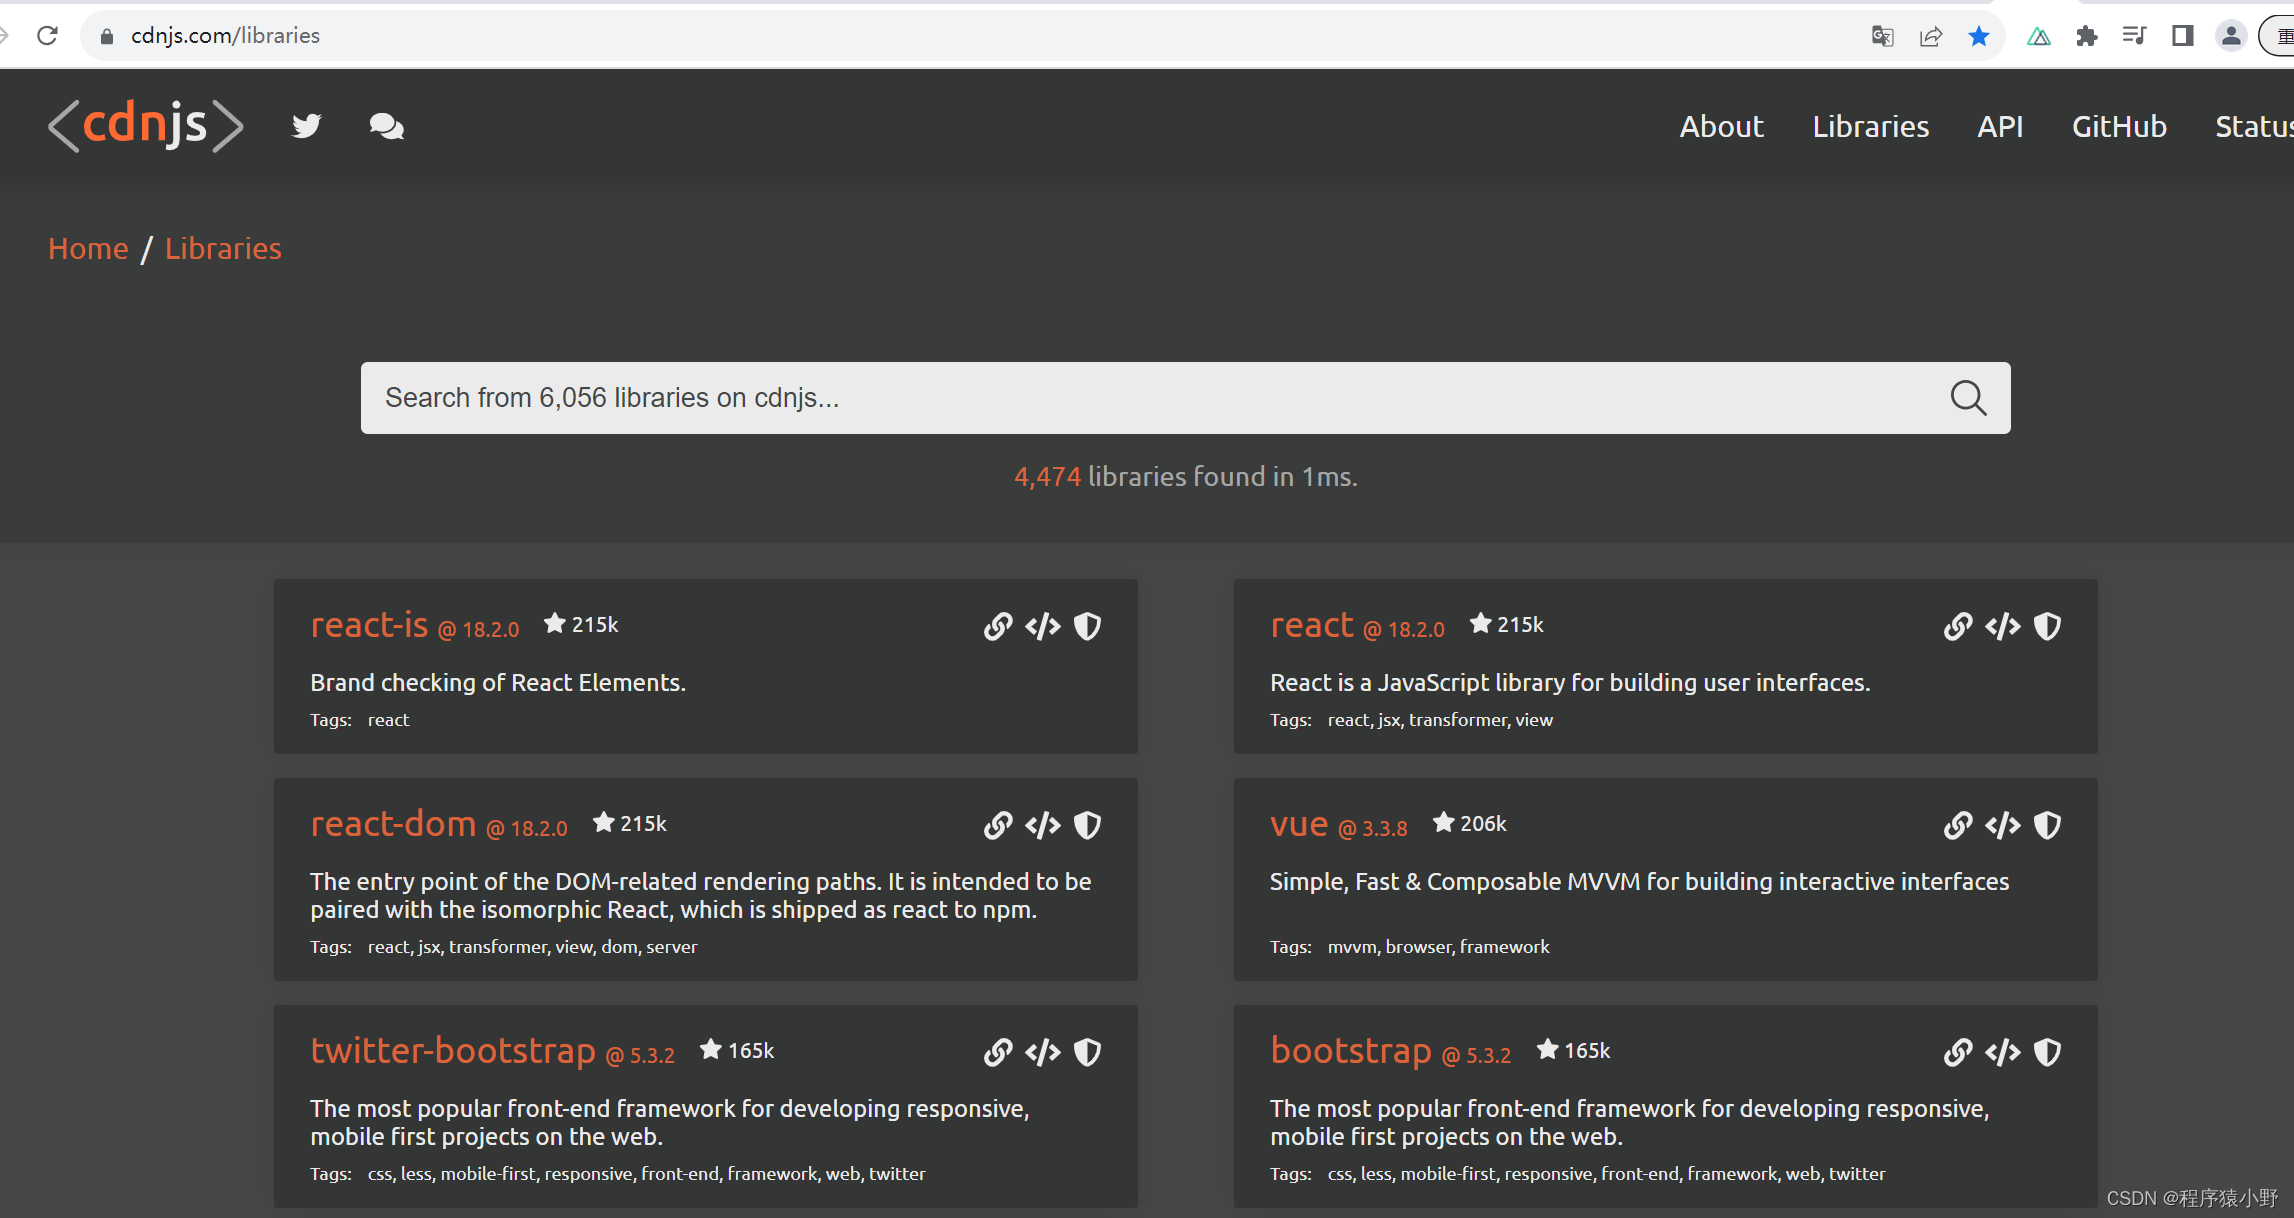 cdnjs.com/libraries
重
<cdnjs>
About Libraries API GitHub Status
Home / Libraries
Search from 6,056 libraries on cdnjs...
4,474 libraries found in 1ms.
react-is @ 18.2.0 215k
Brand checking of React Elements.
Tags: react
react @ 18.2.0 215k
React is a JavaScript library for building user interfaces.
Tags: react, jsx, transformer, view
react-dom @ 18.2.0 215k
The entry point of the DOM-related rendering paths. It is intended to be
paired with the isomorphic React, which is shipped as react to npm.
Tags: react, jsx, transformer, view, dom, server
vue @ 3.3.8 206k
Simple, Fast & Composable MVVM for building interactive interfaces
Tags: mvvm, browser, framework
twitter-bootstrap @ 5.3.2 165k
The most popular front-end framework for developing responsive,
mobile first projects on the web.
Tags: css, less, mobile-first, responsive, front-end, framework, web, twitter
bootstrap @ 5.3.2 165k
The most popular front-end framework for developing responsive,
mobile first projects on the web.
Tags: css, less, mobile-first, responsive, front-end, framework, web, twitter
CSDN @程序猿小野